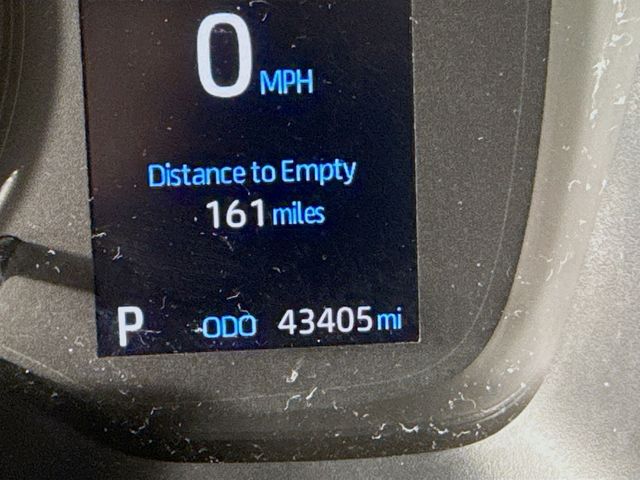 0 MPH
Distance to Empty
161 miles
P ODO 43405 mi